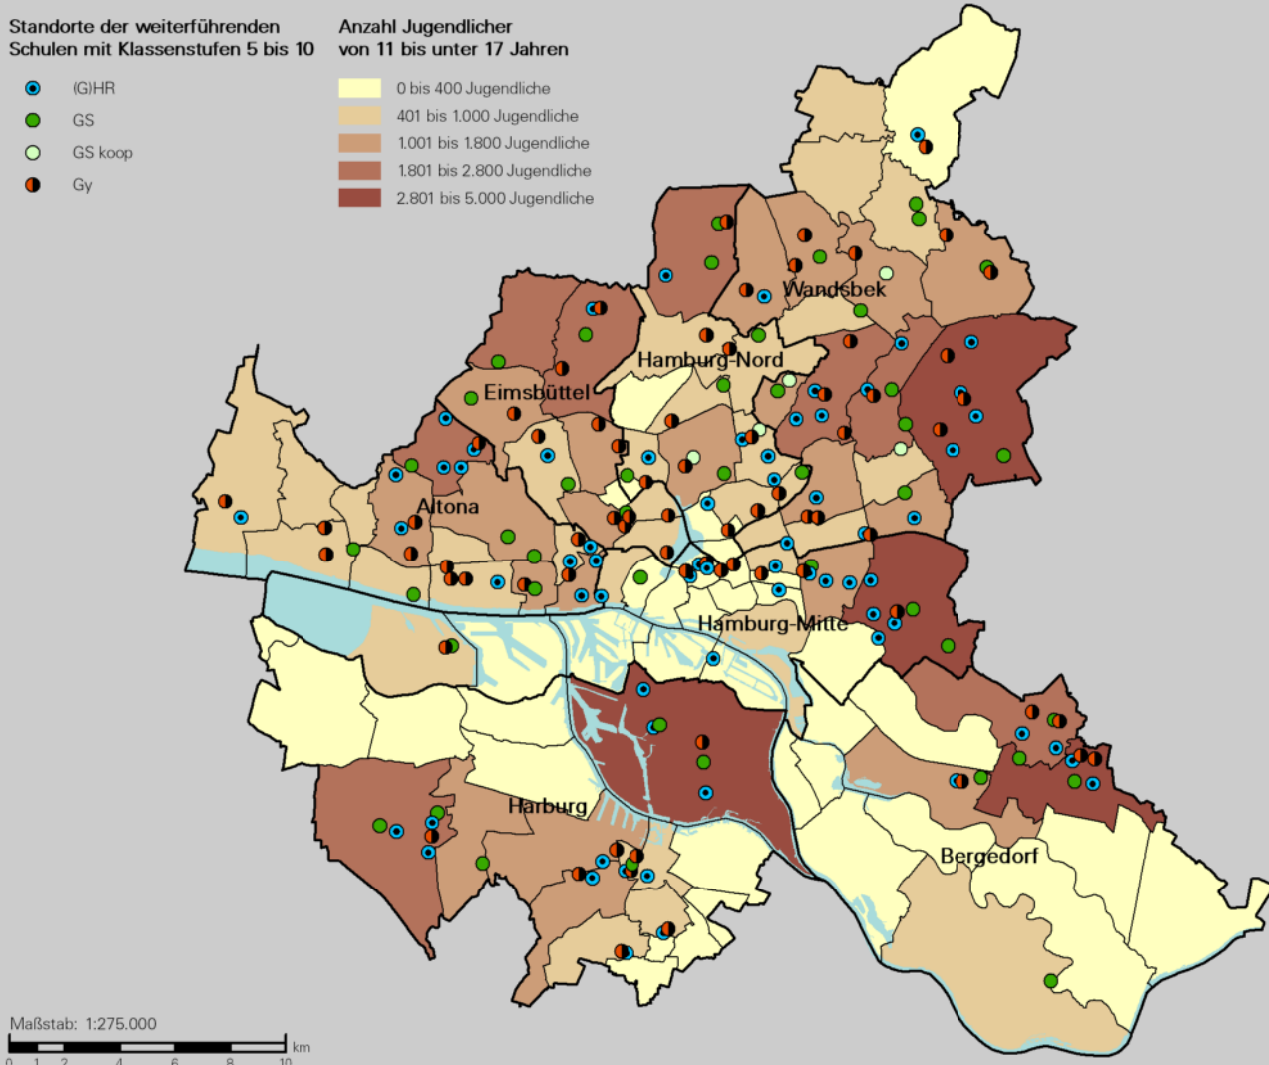 Standorte der weiterführenden
Schulen mit Klassenstufen 5 bis 10
(G)HR
GS
GS koop
Gy
Anzahl Jugendlicher
von 11 bis unter 17 Jahren
0 bis 400 Jugendliche
401 bis 1.000 Jugendliche
1.001 bis 1.800 Jugendliche
1.801 bis 2.800 Jugendliche
2.801 bis 5.000 Jugendliche
Wandsbek
Hamburg-Nord
Eimsbüttel
Altona
Hamburg-Mitte
Harburg
Bergedorf
Maßstab: 1:275.000
km
0 1 2 4 6 8 10